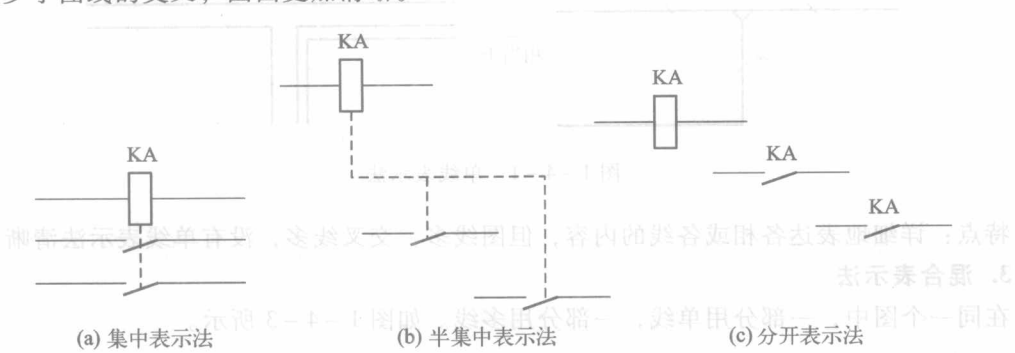 KA
KA
KA
KA
KA
KA
特点：详细地表达各相或各线的内容，但图线多、交叉线多，没有单线表示法清晰
3. 混合表示法
在同一个图中，一部分用单线，一部分用多线，如图1-4-3所示
(a) 集中表示法
(b) 半集中表示法
(c) 分开表示法